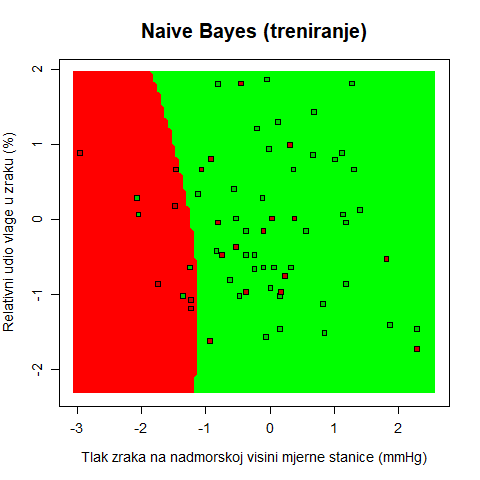 Naive Bayes (treniranje)
Relativni udio vlage u zraku (%)
2
1
0
-1
-2
-3 -2 -1 0 1 2
Tlak zraka na nadmorskoj visini mjerne stanice (mmHg)